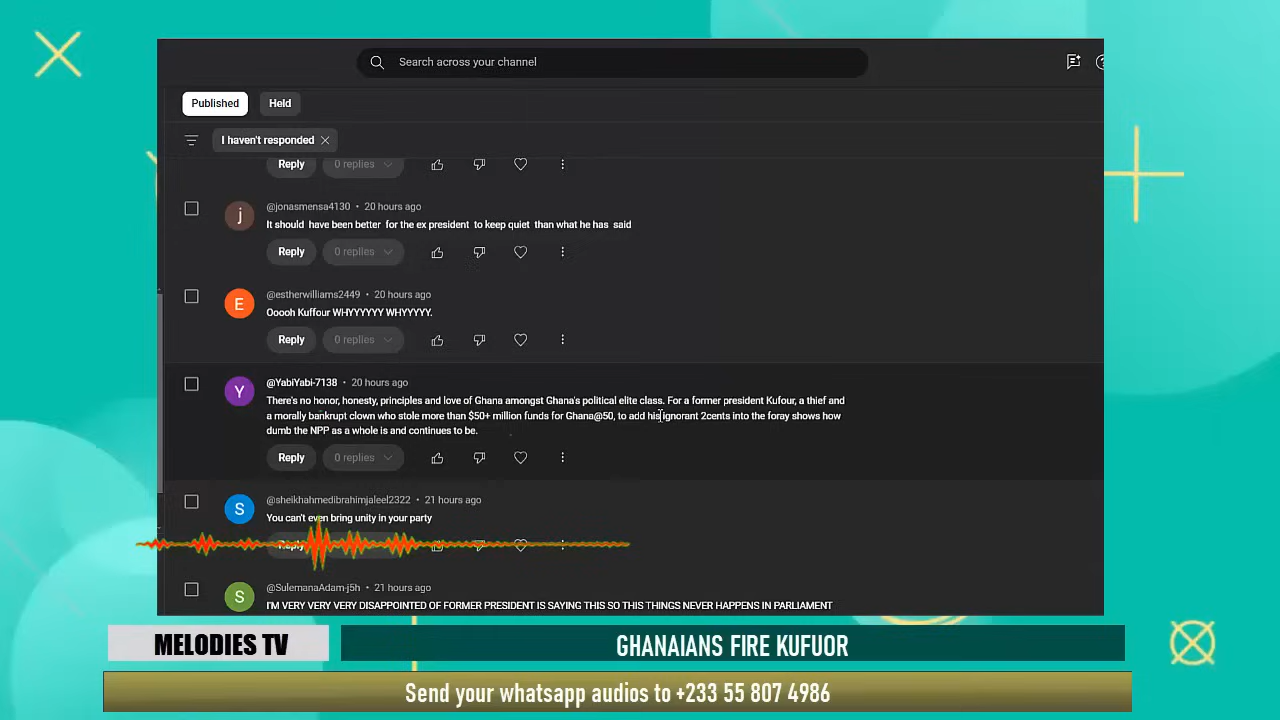 Search across your channel
Published
Held
I haven't responded
Reply
0 replies
@jonasmensa4130 • 20 hours ago
It should have been better for the ex president to keep quiet than what he has said
Reply
0 replies
E
@estherwilliams2449 • 20 hours ago
Ooooh Kuffour WHYYYYYY WHYYYYY.
Reply
0 replies
Y
@YabiYabi-7138 • 20 hours ago
There's no honor, honesty, principles and love of Ghana amongst Ghana's political elite class. For a former president Kufour, a thief and
a morally bankrupt clown who stole more than $50+ million funds for Ghana@50, to add his ignorant 2cents into the foray shows how
dumb the NPP as a whole is and continues to be.
Reply
0 replies
S
@sheikhahmedibrahimjaleel2322 • 21 hours ago
You can't even bring unity in your party
Reply
S
@SulemanaAdam-j5h • 21 hours ago
I'M VERY VERY VERY DISAPPOINTED OF FORMER PRESIDENT IS SAYING THIS SO THIS THINGS NEVER HAPPENS IN PARLIAMENT
MELODIES TV
GHANAIANS FIRE KUFUOR
Send your whatsapp audios to +233 55 807 4986